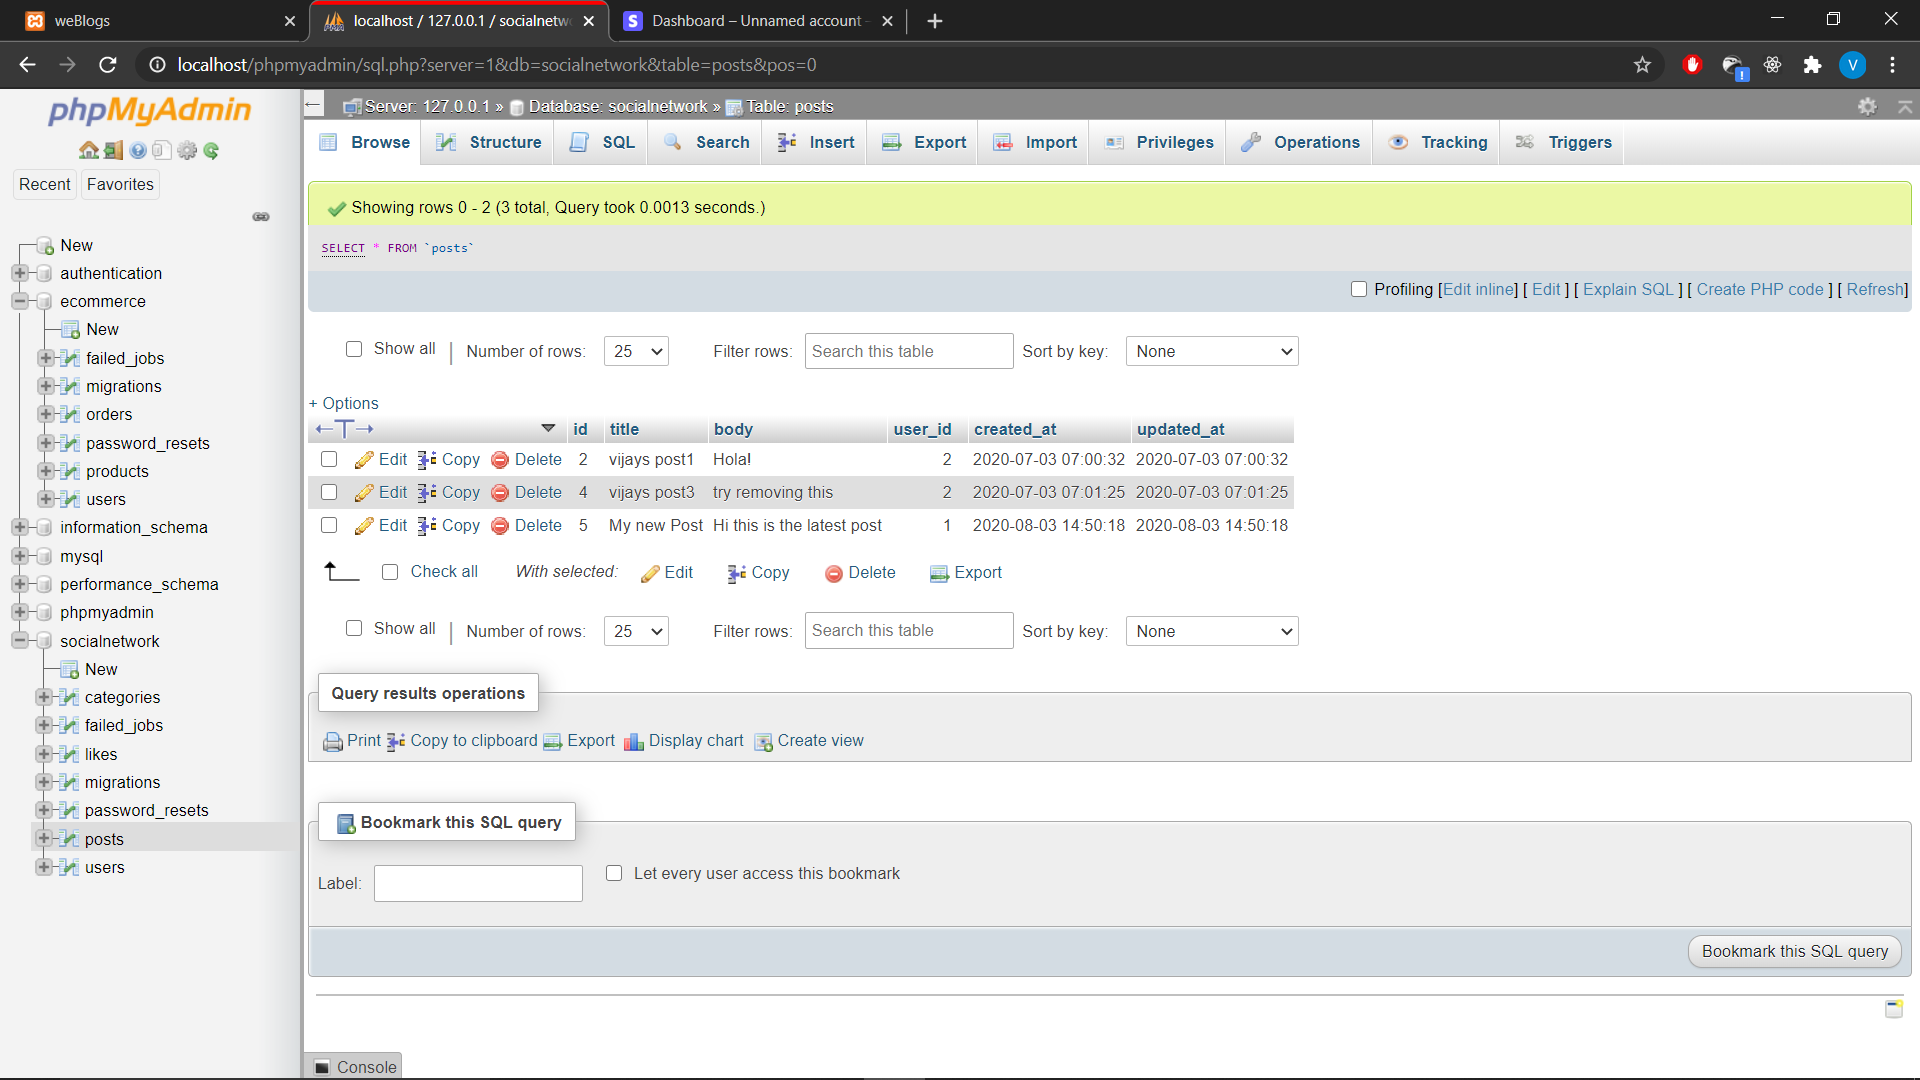 weBlogs
localhost / 127.0.0.1 / socialnetw
Dashboard – Unnamed account
localhost/phpmyadmin/sql.php?server=1&db=socialnetwork&table=posts&pos=0
V
phpMyAdmin
Recent
Favorites
New
authentication
ecommerce
New
failed_jobs
migrations
orders
password_resets
products
users
information_schema
mysql
performance_schema
phpmyadmin
socialnetwork
New
categories
failed_jobs
likes
migrations
password_resets
posts
users
Server: 127.0.0.1 » Database: socialnetwork » Table: posts
Browse Structure SQL Search Insert Export Import Privileges Operations Tracking Triggers
Showing rows 0 - 2 (3 total, Query took 0.0013 seconds.)
SELECT * FROM `posts`
Profiling [Edit inline] [ Edit ] [ Explain SQL ] [ Create PHP code ] [ Refresh]
Show all | Number of rows: 25 Filter rows: Search this table Sort by key: None
+ Options
←T→ id title body user_id created_at updated_at
Edit Copy Delete 2 vijays post1 Hola! 2 2020-07-03 07:00:32 2020-07-03 07:00:32
Edit Copy Delete 4 vijays post3 try removing this 2 2020-07-03 07:01:25 2020-07-03 07:01:25
Edit Copy Delete 5 My new Post Hi this is the latest post 1 2020-08-03 14:50:18 2020-08-03 14:50:18
Check all With selected: Edit Copy Delete Export
Show all | Number of rows: 25 Filter rows: Search this table Sort by key: None
Query results operations
Print Copy to clipboard Export Display chart Create view
Bookmark this SQL query
Label: Let every user access this bookmark
Bookmark this SQL query
Console